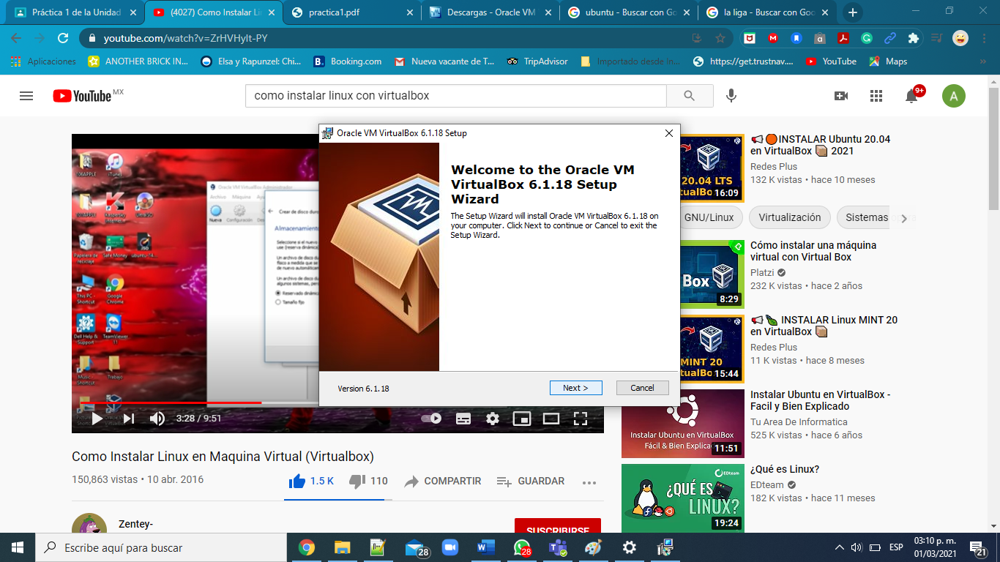 Práctica 1 de la Unidad
(4027) Como Instalar Li
practica1.pdf
Descargas - Oracle VM
ubuntu - Buscar con Go
la liga - Buscar con Goo
youtube.com/watch?v=ZrHVHyIt-PY
Aplicaciones
ANOTHER BRICK IN...
Elsa y Rapunzel: Chi...
Booking.com
Nueva vacante de T...
TripAdvisor
Importado desde in...
https://get.trustnav....
YouTube
Maps
YouTube MX
como instalar linux con virtualbox
9+
A
Oracle VM VirtualBox 6.1.18 Setup
Welcome to the Oracle VM
VirtualBox 6.1.18 Setup
Wizard
The Setup Wizard will install Oracle VM VirtualBox 6.1.18 on
your computer. Click Next to continue or Cancel to exit the
Setup Wizard.
Version 6.1.18
Next >
Cancel
iTunes
Kaspersky
Safe Money
ubuntu-14...
Papelera de
reciclaje
This PC -
Shortcut
Google
Chrome
Dell Help &
Support
TeamViewer
11
Music -
Shortcut
Trabajo
Oracle VM VirtualBox Administrador
Archivo Máquina
Nueva
Configuración
Crear de disco dur
Almacenamiento
Seleccione si el nuevo
use (reserva dinámica
Un archivo de disco du
físico a medida que se
de nuevo automáticam
Un archivo de disco du
algunos sistemas, per
Reservado dinámic
Tamaño fijo
3:28 / 9:51
Como Instalar Linux en Maquina Virtual (Virtualbox)
150,863 vistas • 10 abr. 2016
1.5 K
110
COMPARTIR
GUARDAR
Zentey-
SUSCRIBIRSE
20.04 LTS
16:09
INSTALAR Ubuntu 20.04
en VirtualBox 2021
Redes Plus
132 K vistas • hace 10 meses
GNU/Linux
Virtualización
Sistemas
Box
8:29
Cómo instalar una máquina
virtual con Virtual Box
Platzi
232 K vistas • hace 2 años
MINT 20
15:44
INSTALAR Linux MINT 20
en VirtualBox
Redes Plus
11 K vistas • hace 8 meses
Instalar Ubuntu en VirtualBox
Fácil & Bien Explicado
11:51
Instalar Ubuntu en VirtualBox -
Facil y Bien Explicado
Tu Area De Informatica
525 K vistas • hace 6 años
EDteam
¿QUÉ ES
LINUX?
19:24
¿Qué es Linux?
EDteam
182 K vistas • hace 11 meses
Escribe aquí para buscar
28
28
ESP
03:10 p. m.
01/03/2021
21